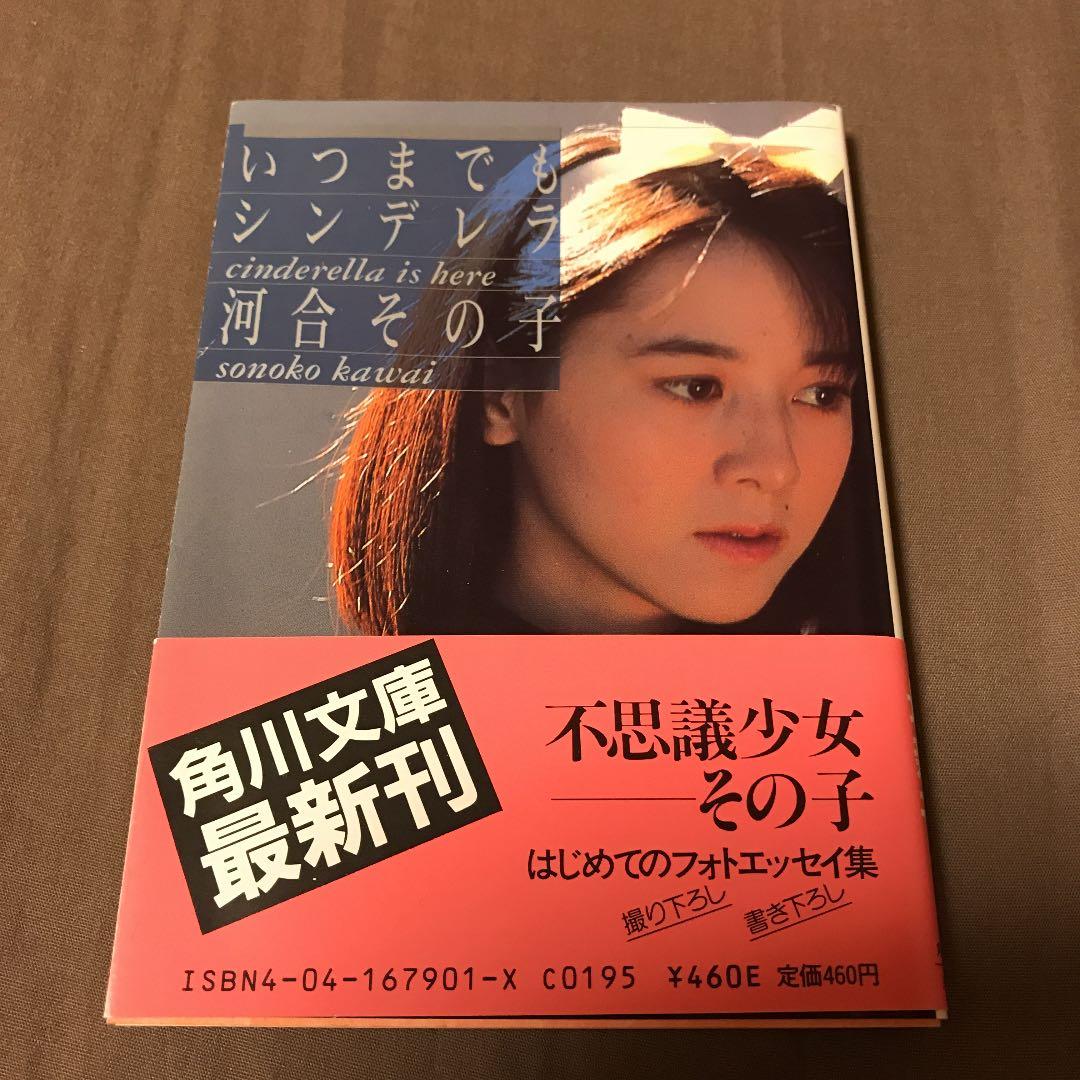 いつまでも
シンデレラ
cinderella is here
河合その子
sonoko kawai
角川文庫
最新刊
不思議少女
——その子
はじめてのフォトエッセイ集
撮り下ろし 書き下ろし
ISBN4-04-167901-X C0195 ¥460E 定価460円